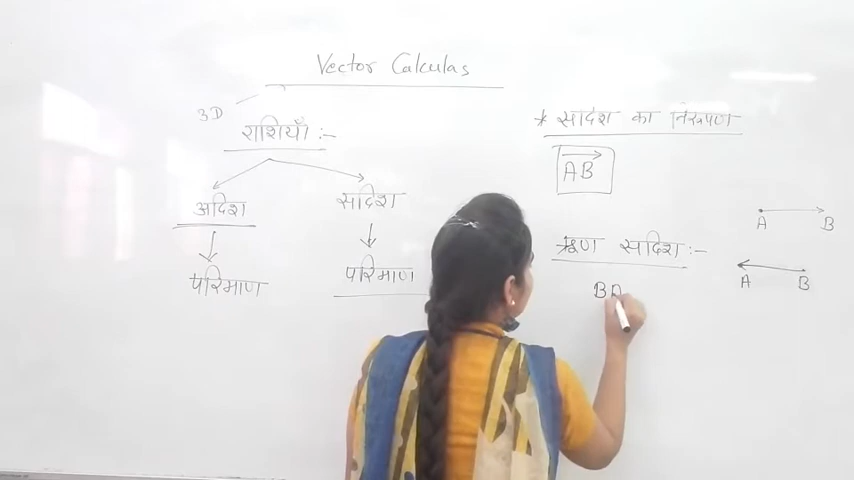 Vector Calculas
3D
राशियाँ :-
अदिश
सदिश
परिमाण
परिमाण
* सदिश का निरूपण
AB
A B
ऋण सदिश :-
A B
BA